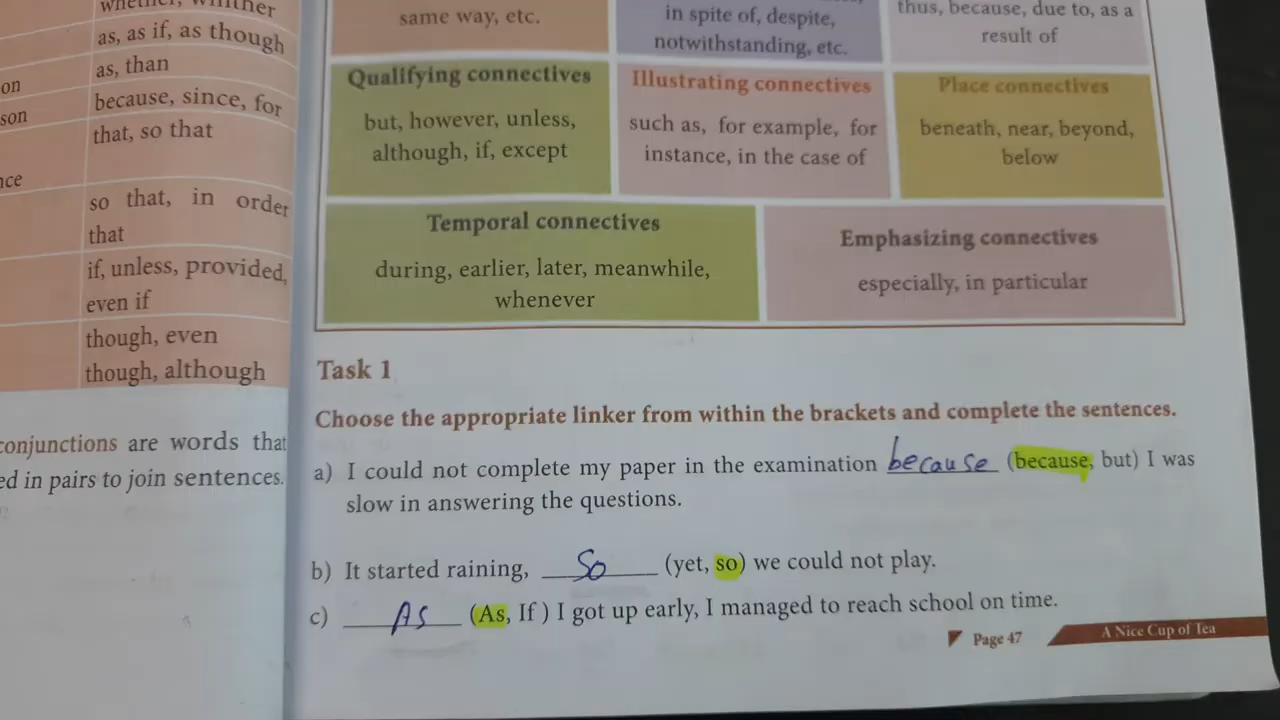 whether, whither
as, as if, as though
as, than
on
because, since, for
son
that, so that
nce
so that, in order
that
if, unless, provided,
even if
though, even
though, although
conjunctions are words that
ed in pairs to join sentences.
same way, etc.
in spite of, despite,
notwithstanding, etc.
thus, because, due to, as a
result of
Qualifying connectives
but, however, unless,
although, if, except
Illustrating connectives
such as, for example, for
instance, in the case of
Place connectives
beneath, near, beyond,
below
Temporal connectives
during, earlier, later, meanwhile,
whenever
Emphasizing connectives
especially, in particular
Task 1
Choose the appropriate linker from within the brackets and complete the sentences.
a) I could not complete my paper in the examination because (because, but) I was
slow in answering the questions.
b) It started raining, So (yet, so) we could not play.
c) As (As, If ) I got up early, I managed to reach school on time.
Page 47
A Nice Cup of Tea